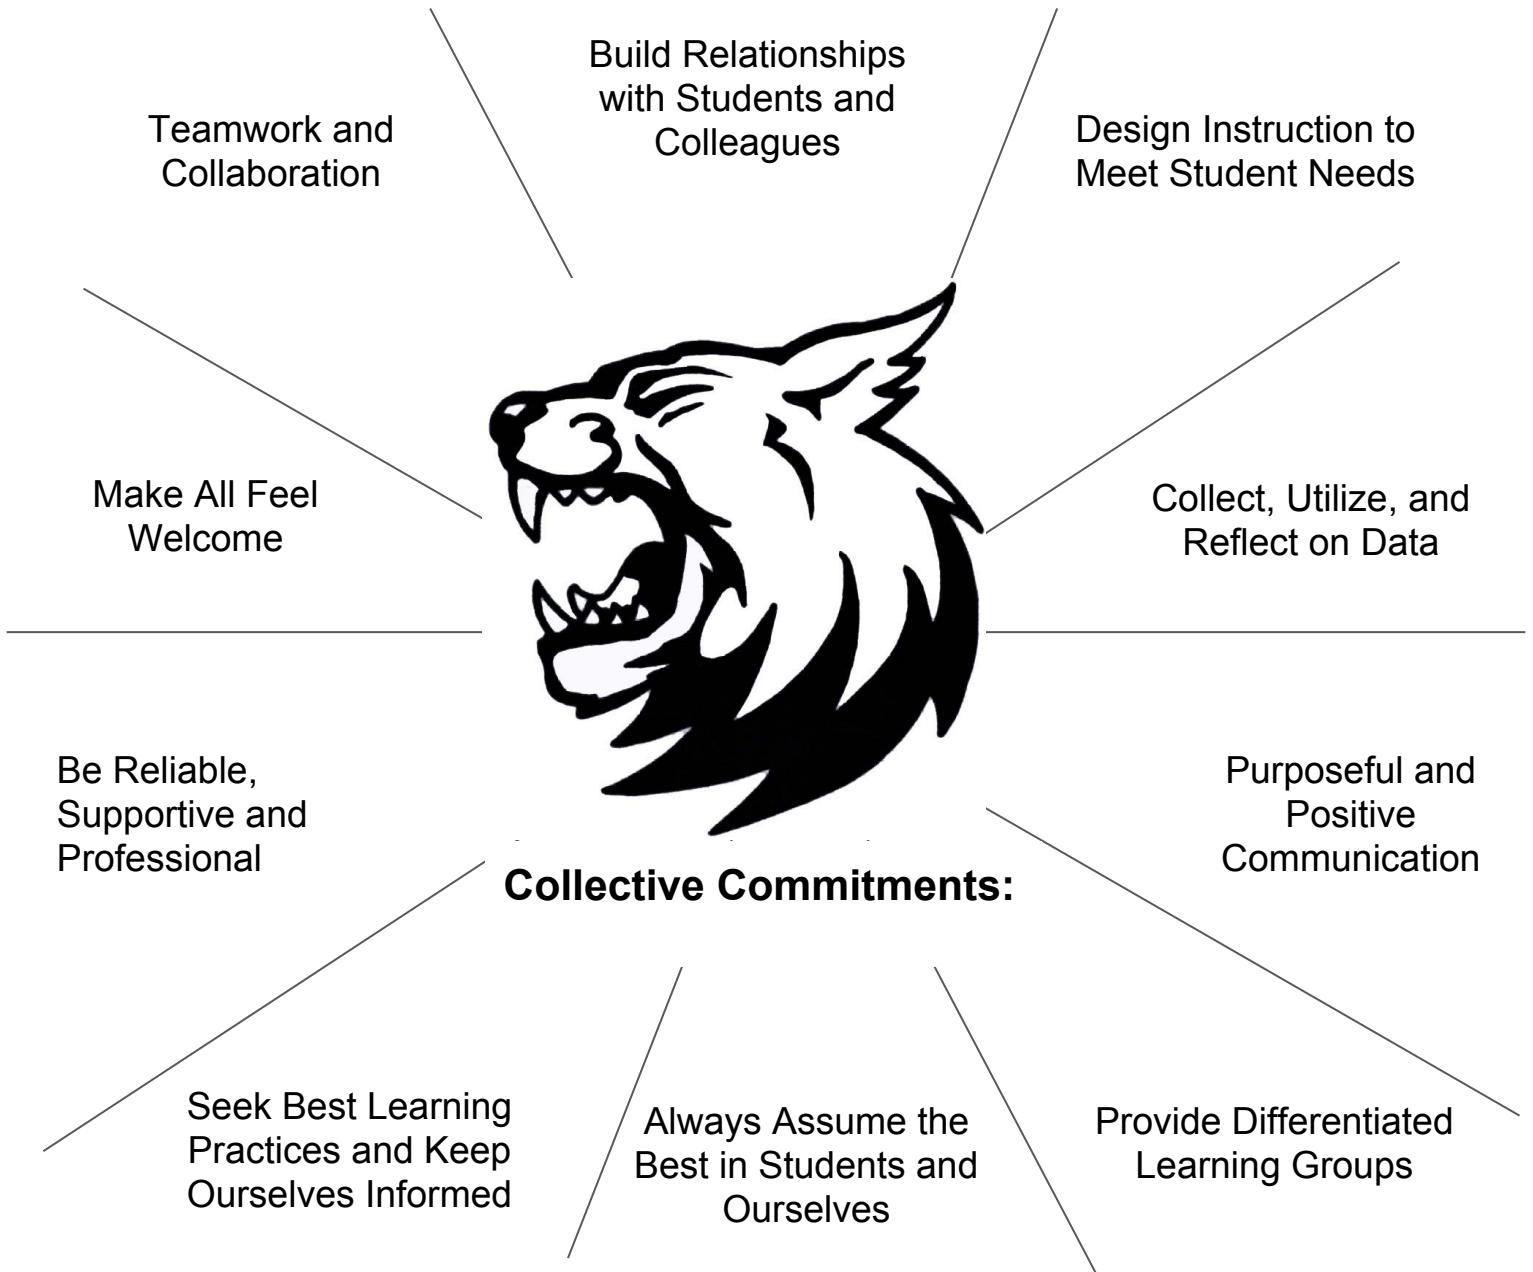 Build Relationships
with Students and
Colleagues
Teamwork and
Collaboration
Design Instruction to
Meet Student Needs
Make All Feel
Welcome
Collect, Utilize, and
Reflect on Data
Be Reliable,
Supportive and
Professional
Purposeful and
Positive
Communication
Collective Commitments:
Seek Best Learning
Practices and Keep
Ourselves Informed
Always Assume the
Best in Students and
Ourselves
Provide Differentiated
Learning Groups